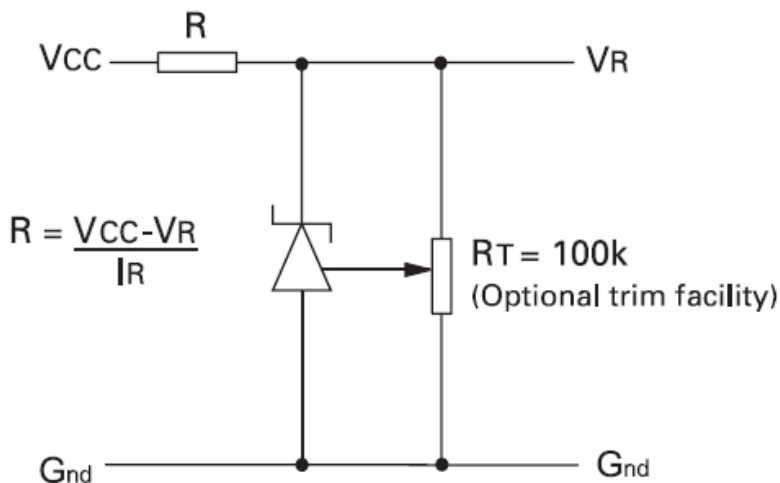 R
VCC
VR
R = VCC-VR
IR
RT = 100k
(Optional trim facility)
Gnd
Gnd